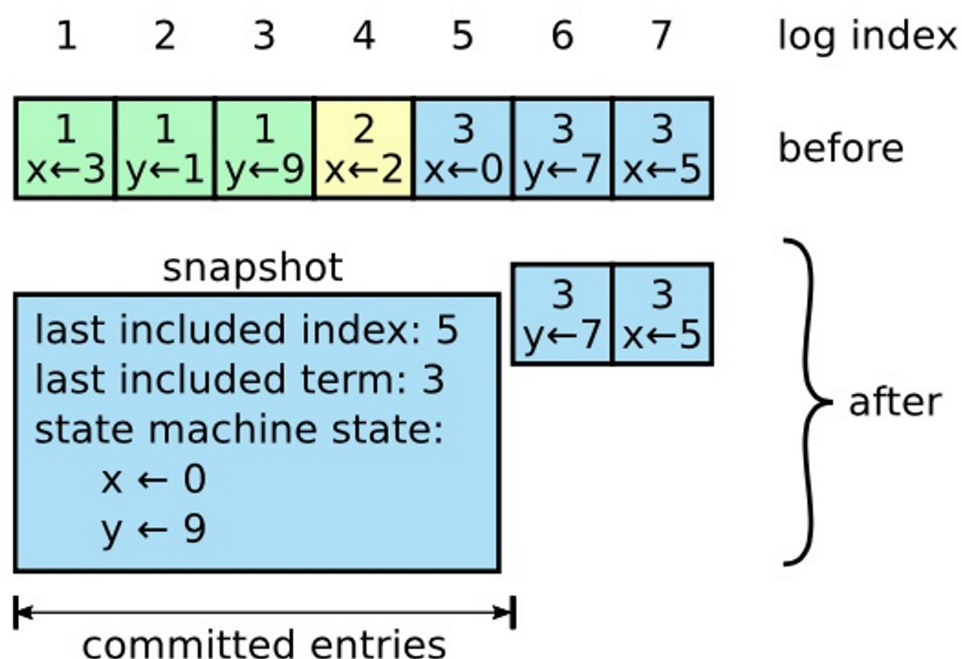 1 2 3 4 5 6 7 log index
1 1 1 2 3 3 3
x←3 y←1 y←9 x←2 x←0 y←7 x←5
before
snapshot
last included index: 5
last included term: 3
state machine state:
x ← 0
y ← 9
3 3
y←7 x←5
after
committed entries